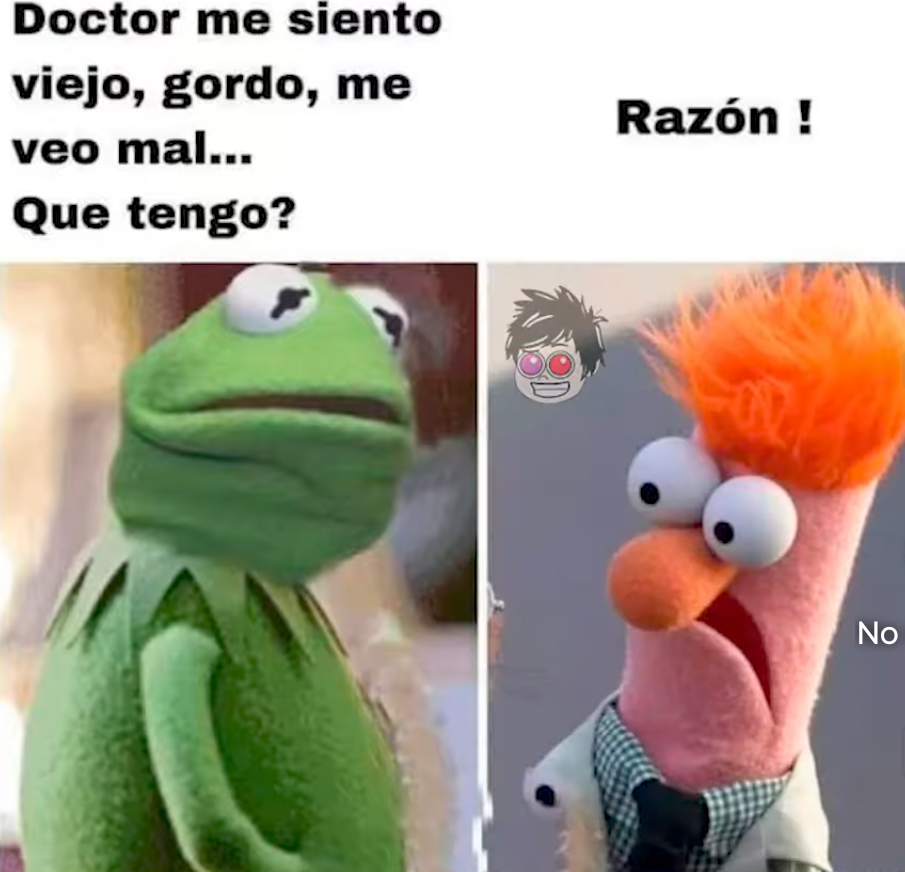 Doctor me siento
viejo, gordo, me
veo mal...
Que tengo?
Razón !
No